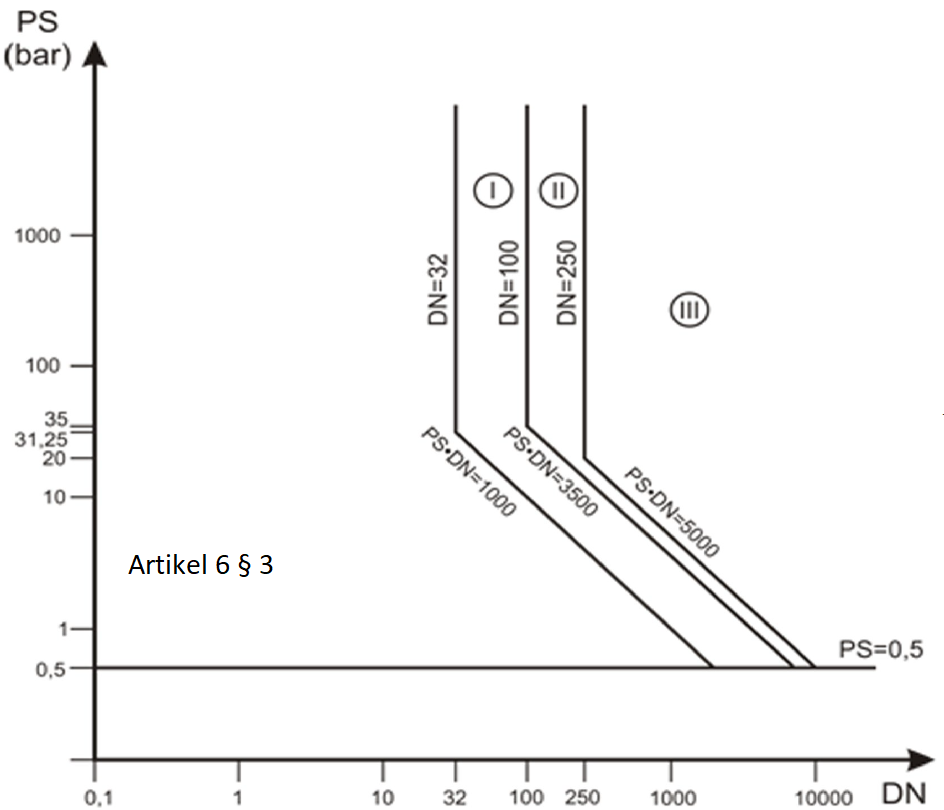 PS
(bar)
I
II
III
DN=32
DN=100
DN=250
1000
100
35
31,25
20
10
1
0,5
PS•DN=1000
PS•DN=3500
PS•DN=5000
Artikel 6 § 3
PS=0,5
0,1
1
10
32
100
250
1000
10000
DN